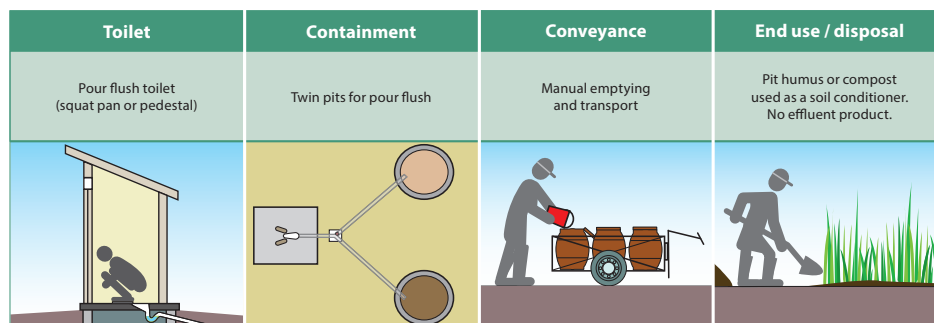 Toilet
Containment
Conveyance
End use / disposal
Pour flush toilet
(squat pan or pedestal)
Twin pits for pour flush
Manual emptying
and transport
Pit humus or compost
used as a soil conditioner.
No effluent product.